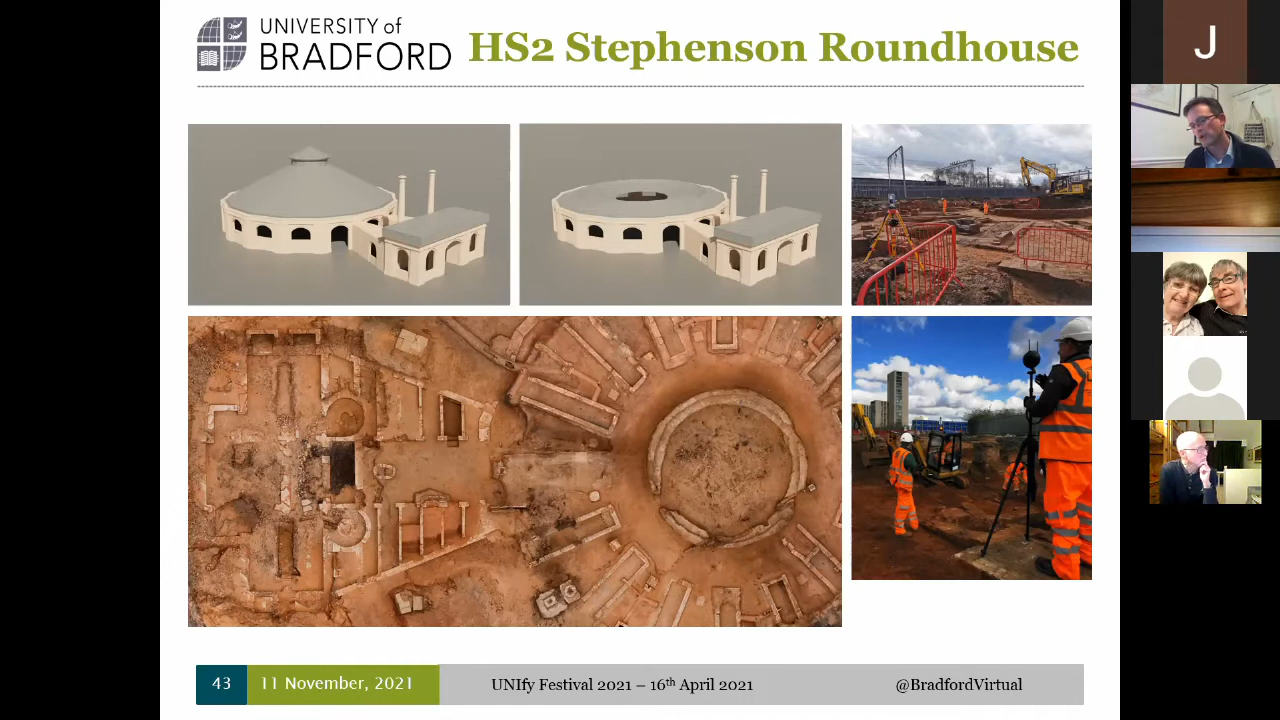 UNIVERSITY of
BRADFORD
HS2 Stephenson Roundhouse
J
43
11 November, 2021
UNIfy Festival 2021 – 16th April 2021
@BradfordVirtual